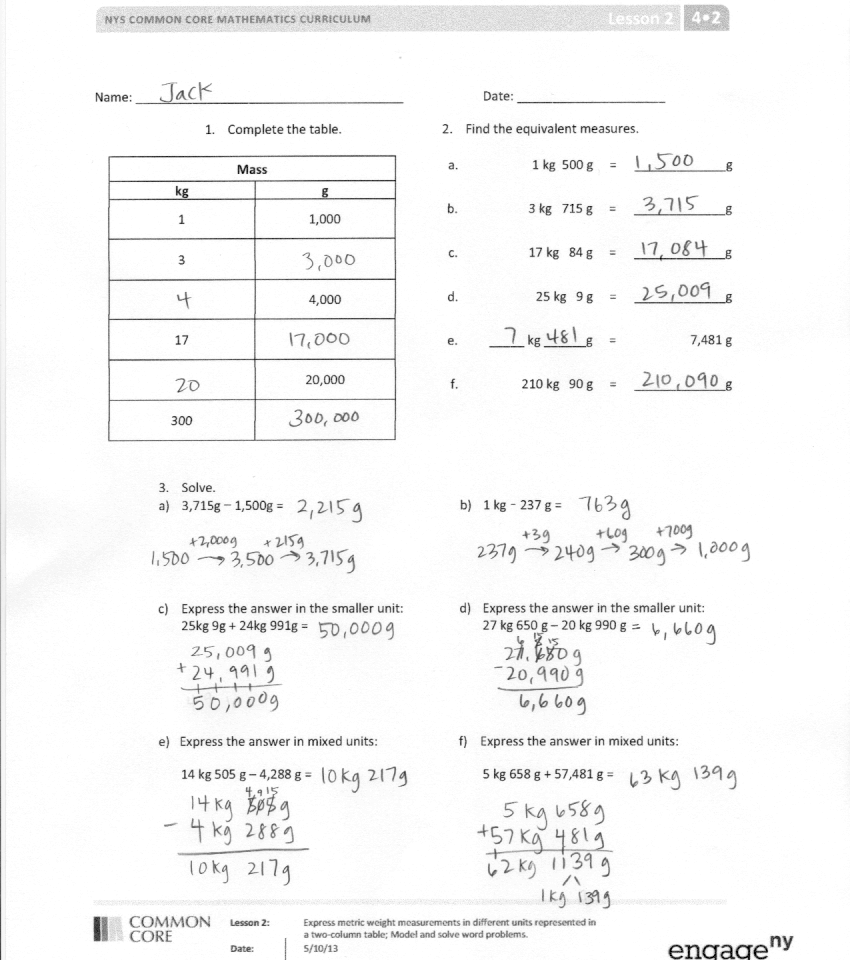 NYS COMMON CORE MATHEMATICS CURRICULUM Lesson 2 4•2
Name: Jack Date:
1. Complete the table.
Mass
kg g
1 1,000
3 3,000
4 4,000
17 17,000
20 20,000
300 300,000
2. Find the equivalent measures.
a. 1 kg 500 g = 1,500 g
b. 3 kg 715 g = 3,715 g
c. 17 kg 84 g = 17,084 g
d. 25 kg 9 g = 25,009 g
e. 7 kg 481 g = 7,481 g
f. 210 kg 90 g = 210,090 g
3. Solve.
a) 3,715g – 1,500g = 2,215 g
+2,000g +215g
1,500 → 3,500 → 3,715g
b) 1 kg - 237 g = 763g
+3g +60g +700g
237g → 240g → 300g → 1,000g
c) Express the answer in the smaller unit:
25kg 9g + 24kg 991g = 50,000g
25,009 g
+ 24,991 g
50,000g
d) Express the answer in the smaller unit:
27 kg 650 g – 20 kg 990 g = 6,660g
6 15 15
27,650g
- 20,990g
6,660g
e) Express the answer in mixed units:
14 kg 505 g – 4,288 g = 10kg 217g
4 9 15
14 kg 505 g
- 4 kg 288g
10kg 217g
f) Express the answer in mixed units:
5 kg 658 g + 57,481 g = 63 kg 139g
5 kg 658g
+57 kg 481g
62 kg 1139 g
1kg 139g
COMMON
CORE
Lesson 2: Express metric weight measurements in different units represented in
a two-column table; Model and solve word problems.
Date: 5/10/13
engage ny